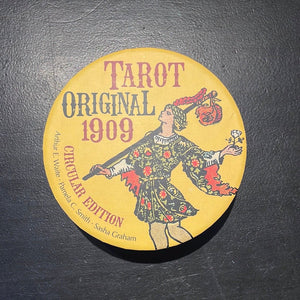 TAROT
ORIGINAL
1909
CIRCULAR EDITION
Arthur E. Waite · Pamela C. Smith · Sasha Graham